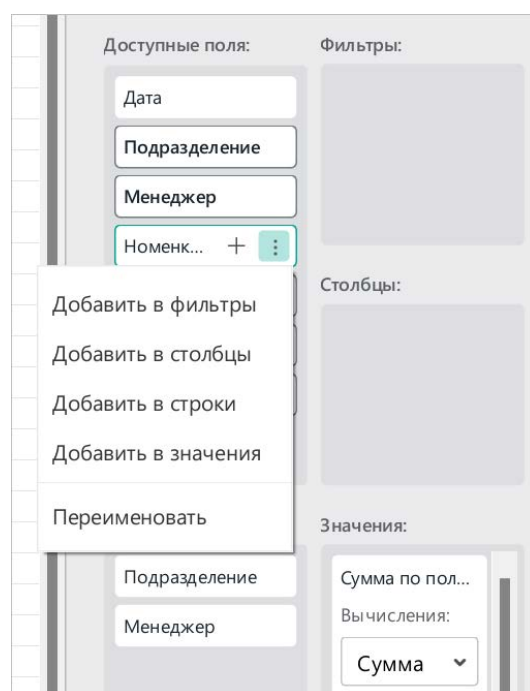 Доступные поля:
Фильтры:
Дата
Подразделение
Менеджер
Номенк...
Столбцы:
Добавить в фильтры
Добавить в столбцы
Добавить в строки
Добавить в значения
Переименовать
Значения:
Подразделение
Менеджер
Сумма по пол...
Вычисления:
Сумма